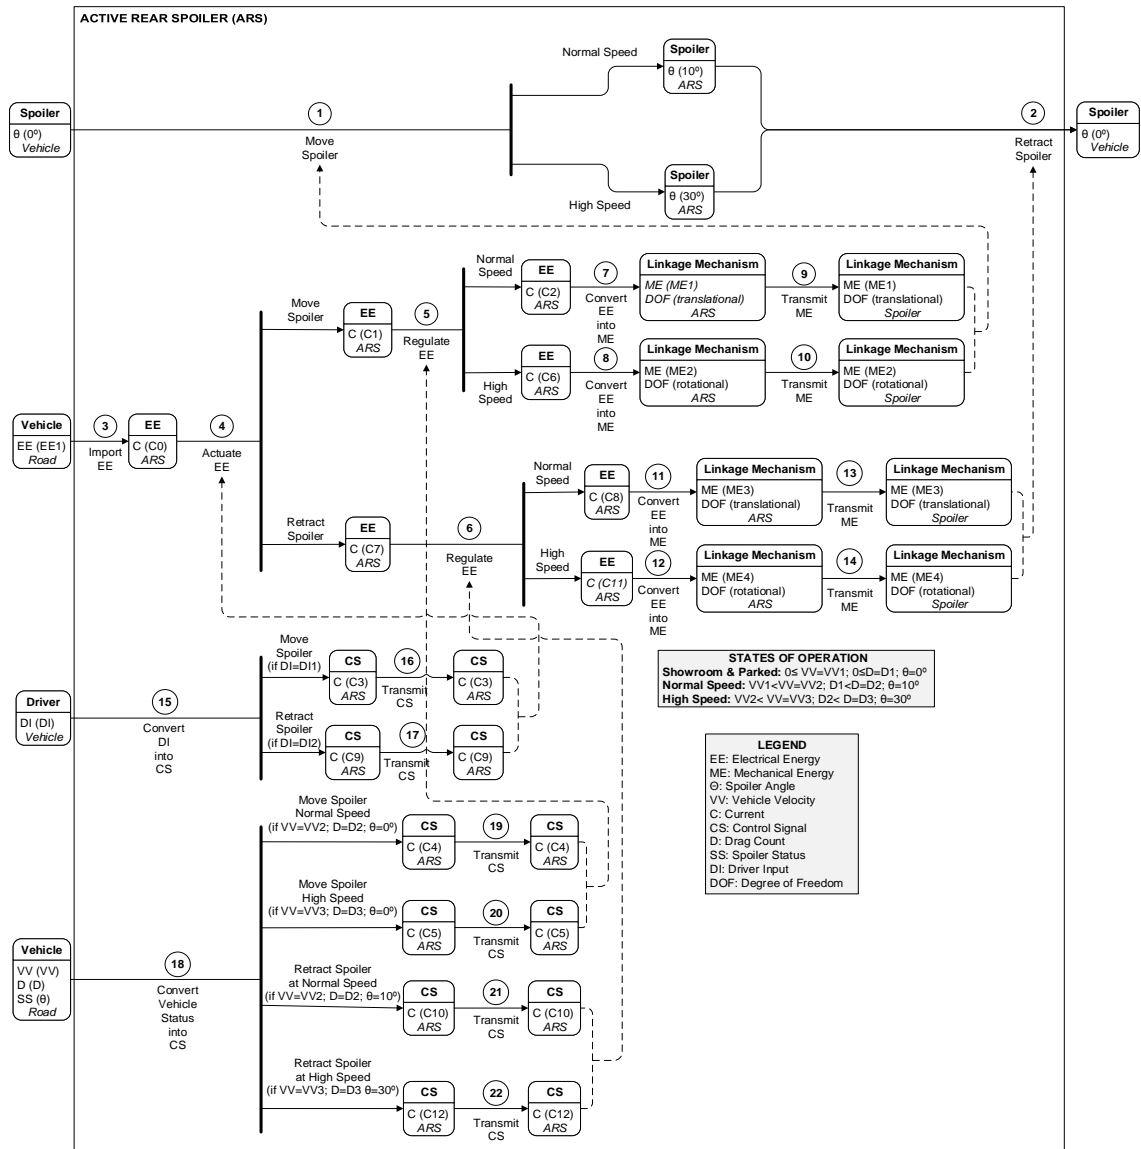 ACTIVE REAR SPOILER (ARS)
Spoiler
θ (0º)
Vehicle
1
Move
Spoiler
Normal Speed
Spoiler
θ (10º)
ARS
High Speed
Spoiler
θ (30º)
ARS
2
Retract
Spoiler
Spoiler
θ (0º)
Vehicle
Vehicle
EE (EE1)
Road
3
Import
EE
EE
C (C0)
ARS
4
Actuate
EE
Move
Spoiler
EE
C (C1)
ARS
5
Regulate
EE
Normal
Speed
EE
C (C2)
ARS
7
Convert
EE
into
ME
Linkage Mechanism
ME (ME1)
DOF (translational)
ARS
9
Transmit
ME
Linkage Mechanism
ME (ME1)
DOF (translational)
Spoiler
High
Speed
EE
C (C6)
ARS
8
Convert
EE
into
ME
Linkage Mechanism
ME (ME2)
DOF (rotational)
ARS
10
Transmit
ME
Linkage Mechanism
ME (ME2)
DOF (rotational)
Spoiler
Retract
Spoiler
EE
C (C7)
ARS
6
Regulate
EE
Normal
Speed
EE
C (C8)
ARS
11
Convert
EE
into
ME
Linkage Mechanism
ME (ME3)
DOF (translational)
ARS
13
Transmit
ME
Linkage Mechanism
ME (ME3)
DOF (translational)
Spoiler
High
Speed
EE
C (C11)
ARS
12
Convert
EE
into
ME
Linkage Mechanism
ME (ME4)
DOF (rotational)
ARS
14
Transmit
ME
Linkage Mechanism
ME (ME4)
DOF (rotational)
Spoiler
Driver
DI (DI)
Vehicle
15
Convert
DI
into
CS
Move
Spoiler
(if DI=DI1)
CS
C (C3)
ARS
16
Transmit
CS
CS
C (C3)
ARS
Retract
Spoiler
(if DI=DI2)
CS
C (C9)
ARS
17
Transmit
CS
CS
C (C9)
ARS
STATES OF OPERATION
Showroom & Parked: 0≤ VV=VV1; 0≤D=D1; θ=0º
Normal Speed: VV1<VV=VV2; D1<D=D2; θ=10º
High Speed: VV2< VV=VV3; D2< D=D3; θ=30º
LEGEND
EE: Electrical Energy
ME: Mechanical Energy
Θ: Spoiler Angle
VV: Vehicle Velocity
C: Current
CS: Control Signal
D: Drag Count
SS: Spoiler Status
DI: Driver Input
DOF: Degree of Freedom
Vehicle
VV (VV)
D (D)
SS (θ)
Road
18
Convert
Vehicle
Status
into
CS
Move Spoiler
Normal Speed
(if VV=VV2; D=D2; θ=0º)
CS
C (C4)
ARS
19
Transmit
CS
CS
C (C4)
ARS
Move Spoiler
High Speed
(if VV=VV3; D=D3; θ=0º)
CS
C (C5)
ARS
20
Transmit
CS
CS
C (C5)
ARS
Retract Spoiler
at Normal Speed
(if VV=VV2; D=D2; θ=10º)
CS
C (C10)
ARS
21
Transmit
CS
CS
C (C10)
ARS
Retract Spoiler
at High Speed
(if VV=VV3; D=D3 θ=30º)
CS
C (C12)
ARS
22
Transmit
CS
CS
C (C12)
ARS